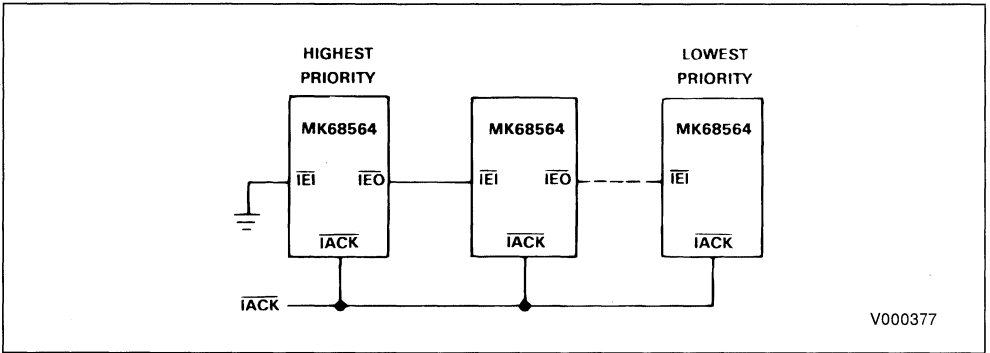 HIGHEST PRIORITY
LOWEST PRIORITY
MK68564
MK68564
MK68564
IEI
IEO
IEI
IEO
IEI
IACK
IACK
IACK
IACK
V000377